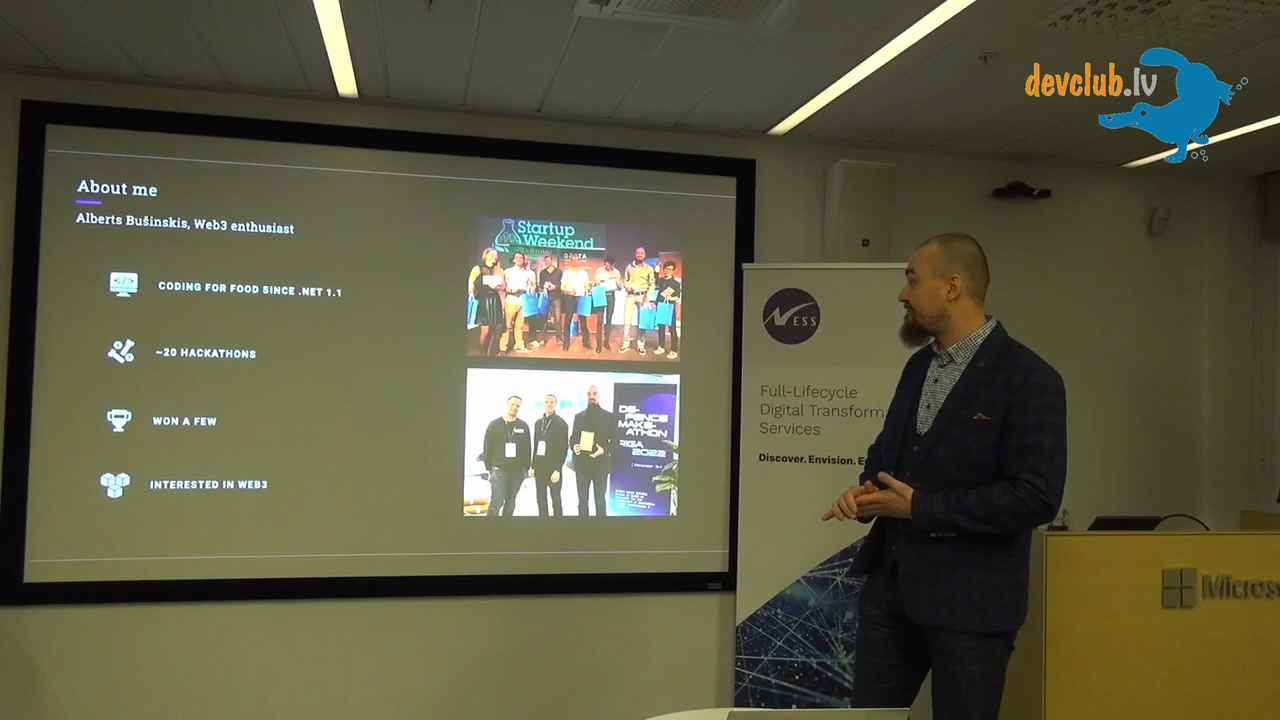 devclub.lv
About me
Alberts Bušinskis, Web3 enthusiast
CODING FOR FOOD SINCE .NET 1.1
~20 HACKATHONS
WON A FEW
INTERESTED IN WEB3
Startup
Weekend
DE-
FENCE
MAKE-
ATHON
RIGA
2022
NESS
Full-Lifecycle
Digital Transforma
Services
Discover. Envision. E
Micros